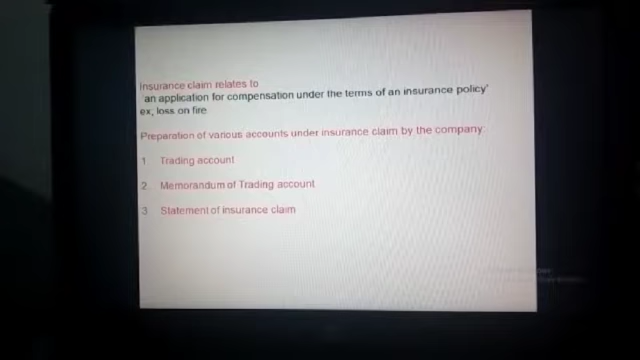 Insurance claim relates to
an application for compensation under the terms of an insurance policy'
ex; loss on fire
Preparation of various accounts under insurance claim by the company
1. Trading account
2. Memorandum of Trading account
3. Statement of insurance claim